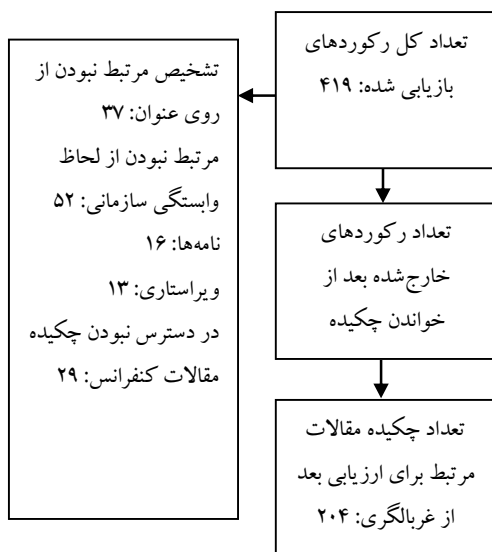 تعداد کل رکوردهای
بازیابی شده: ۴۱۹
تشخیص مرتبط نبودن از
روی عنوان: ۳۷
مرتبط نبودن از لحاظ
وابستگی سازمانی: ۵۲
نامه‌ها: ۱۶
ویراستاری: ۱۳
در دسترس نبودن چکیده
مقالات کنفرانس: ۲۹
تعداد رکوردهای
خارج‌شده بعد از
خواندن چکیده
تعداد چکیده مقالات
مرتبط برای ارزیابی بعد
از غربالگری: ۲۰۴